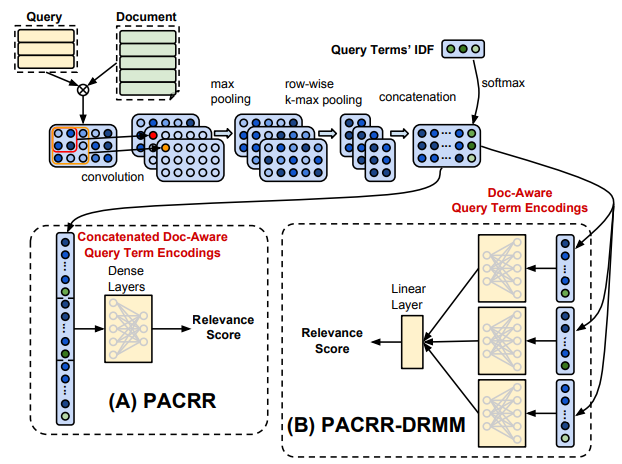 Query
Document
Query Terms' IDF
max
pooling
row-wise
k-max pooling
concatenation
softmax
convolution
Concatenated Doc-Aware
Query Term Encodings
Dense
Layers
Relevance
Score
(A) PACRR
Doc-Aware
Query Term Encodings
Linear
Layer
Relevance
Score
(B) PACRR-DRMM